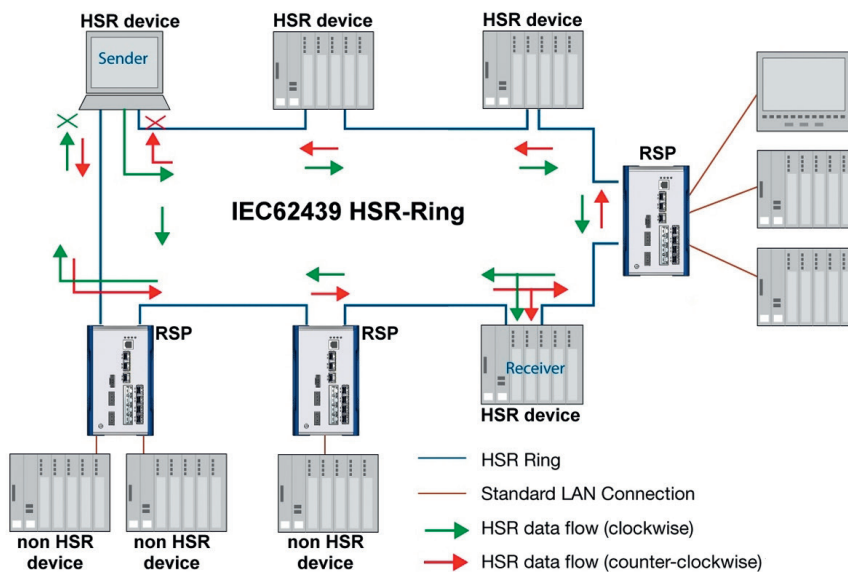 HSR device
HSR device
HSR device
Sender
RSP
IEC62439 HSR-Ring
RSP
RSP
Receiver
HSR device
non HSR
device
non HSR
device
non HSR
device
HSR Ring
Standard LAN Connection
HSR data flow (clockwise)
HSR data flow (counter-clockwise)